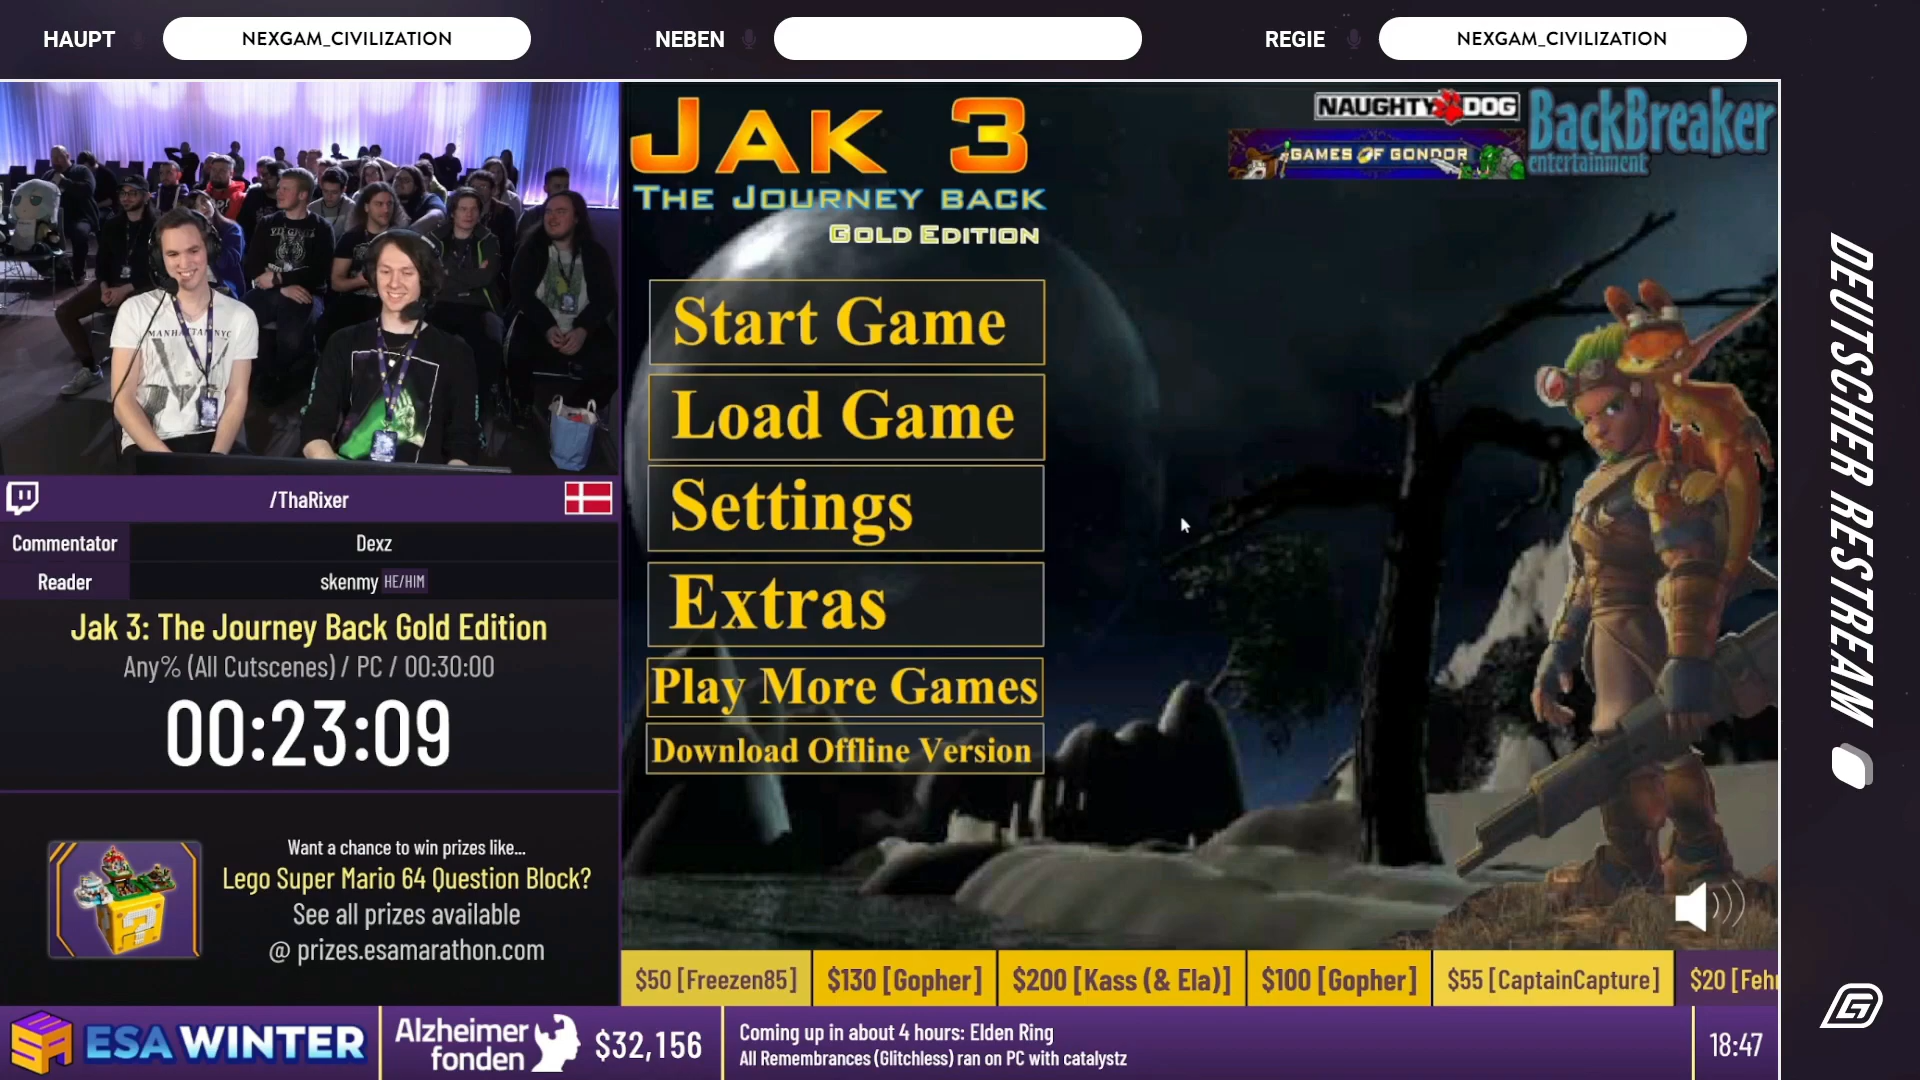 HAUPT
NEXGAM_CIVILIZATION
NEBEN
REGIE
NEXGAM_CIVILIZATION
JAK 3
THE JOURNEY BACK
GOLD EDITION
NAUGHTY DOG
GAMES OF GONDOR
BackBreaker
entertainment
Start Game
Load Game
Settings
Extras
Play More Games
Download Offline Version
MANHATTAN NYC
/ThaRixer
Commentator
Dexz
Reader
skenmy HE/HIM
Jak 3: The Journey Back Gold Edition
Any% (All Cutscenes) / PC / 00:30:00
00:23:09
Want a chance to win prizes like...
Lego Super Mario 64 Question Block?
See all prizes available
@ prizes.esamarathon.com
$50 [Freezen85]
$130 [Gopher]
$200 [Kass (& Ela)]
$100 [Gopher]
$55 [CaptainCapture]
$20
ESA WINTER
Alzheimer
fonden
$32,156
Coming up in about 4 hours: Elden Ring
All Remembrances (Glitchless) ran on PC with catalystz
18:47
DEUTSCHER RESTREAM